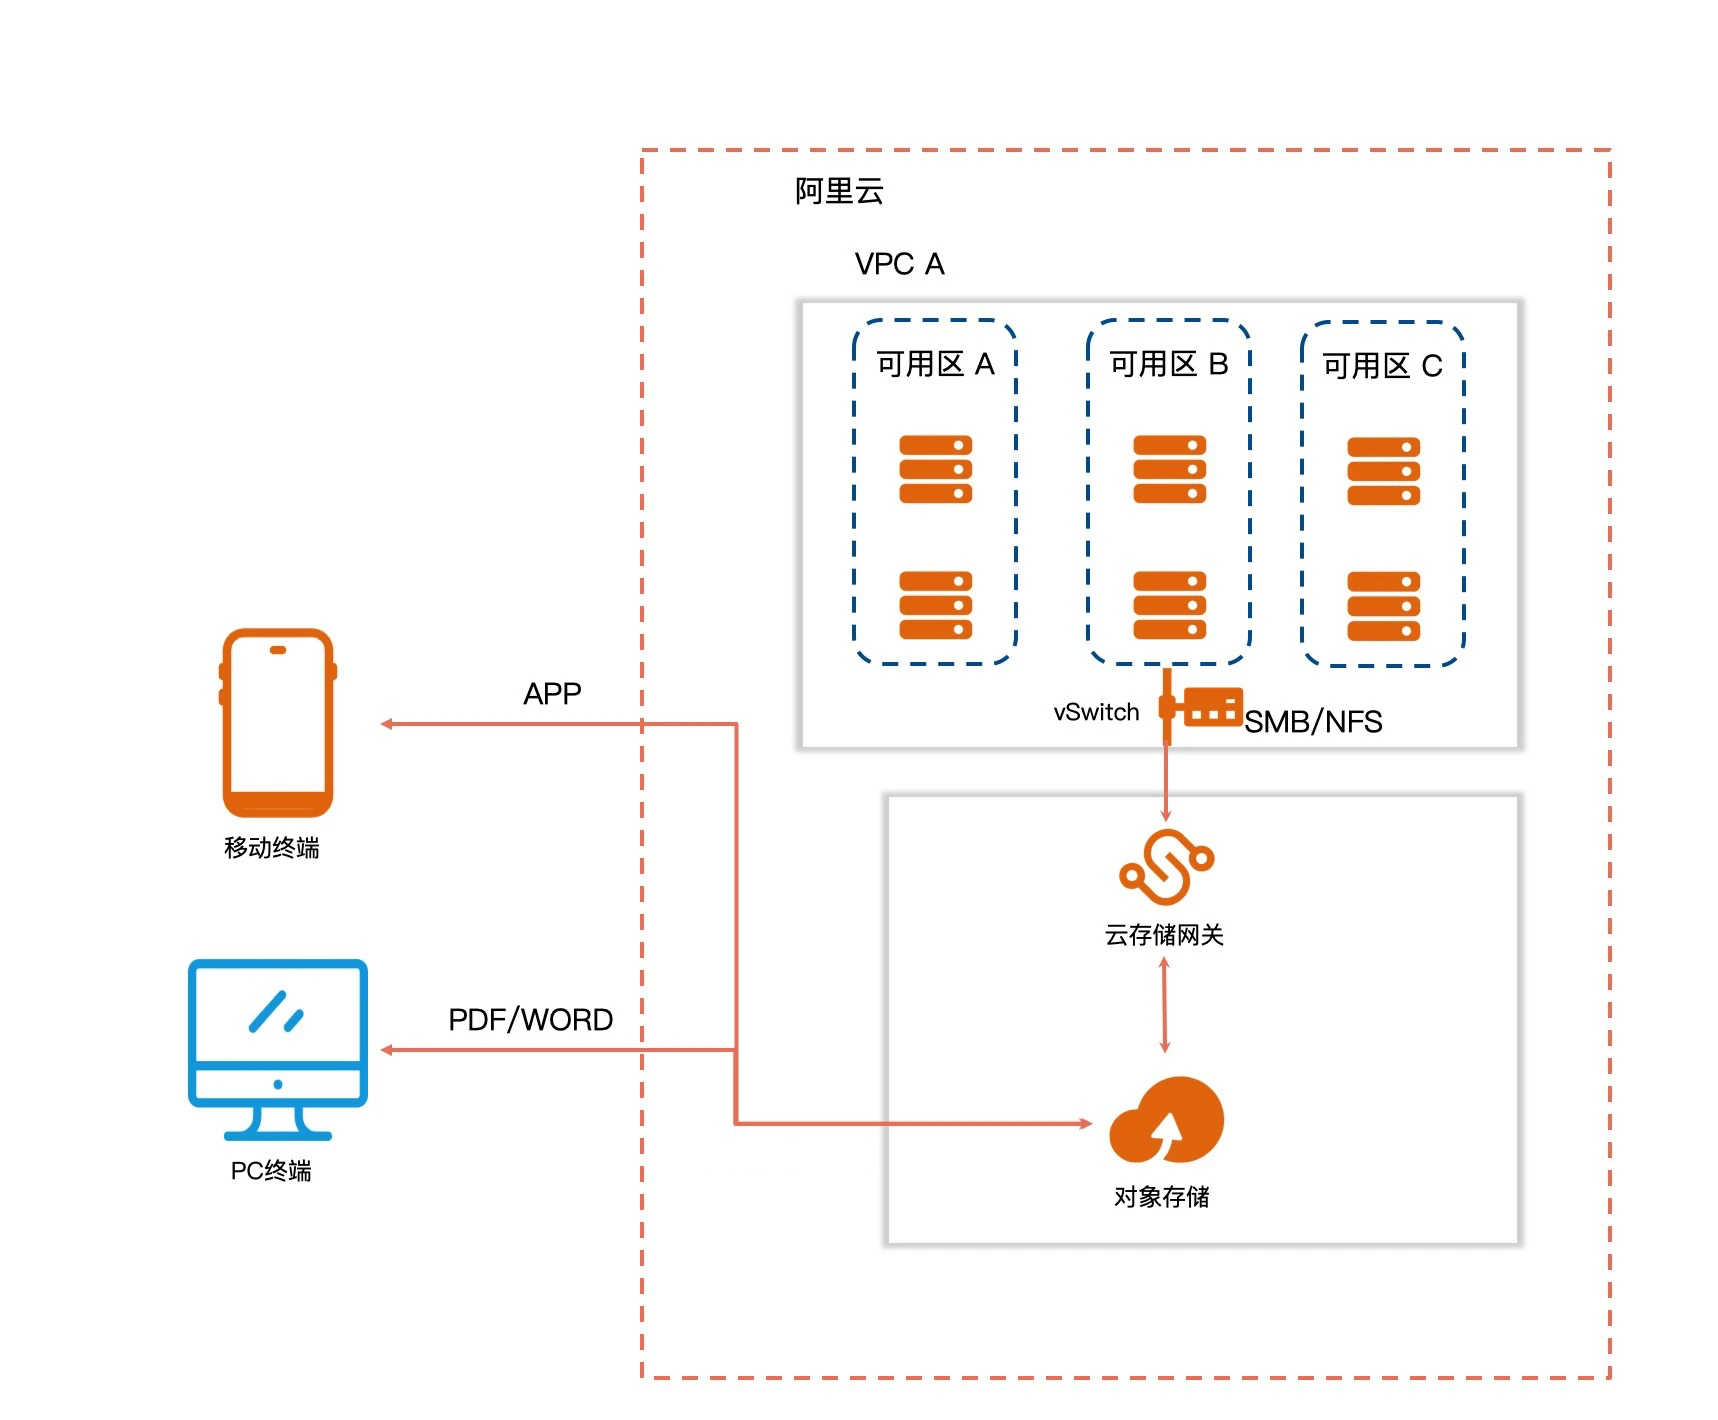 阿里云
VPC A
可用区 A
可用区 B
可用区 C
vSwitch
SMB/NFS
APP
移动终端
云存储网关
PDF/WORD
PC终端
对象存储